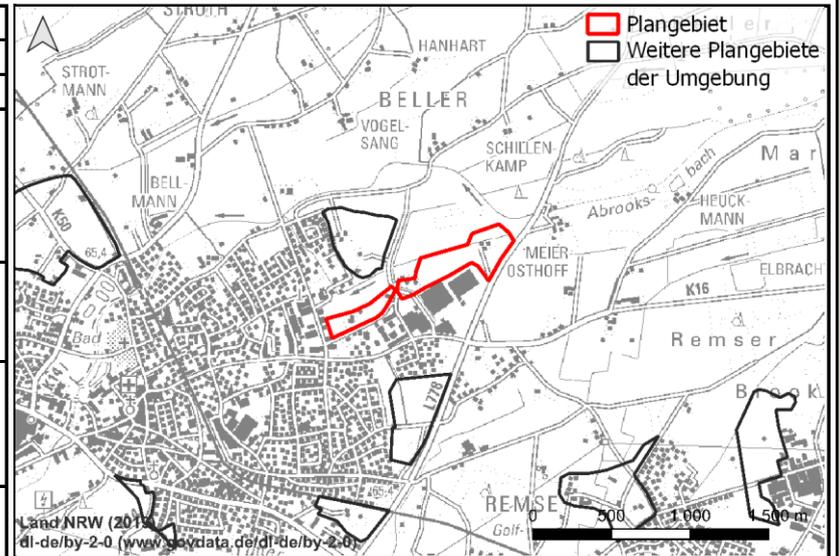 STROTH
Plangebiet
Weitere Plangebiete
der Umgebung
HANHART
STROT-
MANN
BELLER
VOGEL-
SANG
SCHILLEN-
KAMP
bach
Mar
BELL-
MANN
Abrooks-
HEUCK-
MANN
K50
65,4
MEIER
OSTHOFF
ELBRACH
K16
Bad
Remser
Brook
L778
65,4
REMSE
Golf-
Land NRW (2019)
dl-de/by-2-0 (www.govdata.de/dl-de/by-2-0)
0 500 1 000 1 500 m